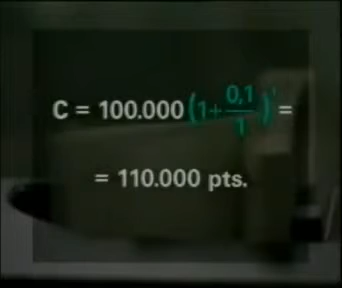 C = 100.000 (1+ 0,1/1)¹ =
= 110.000 pts.